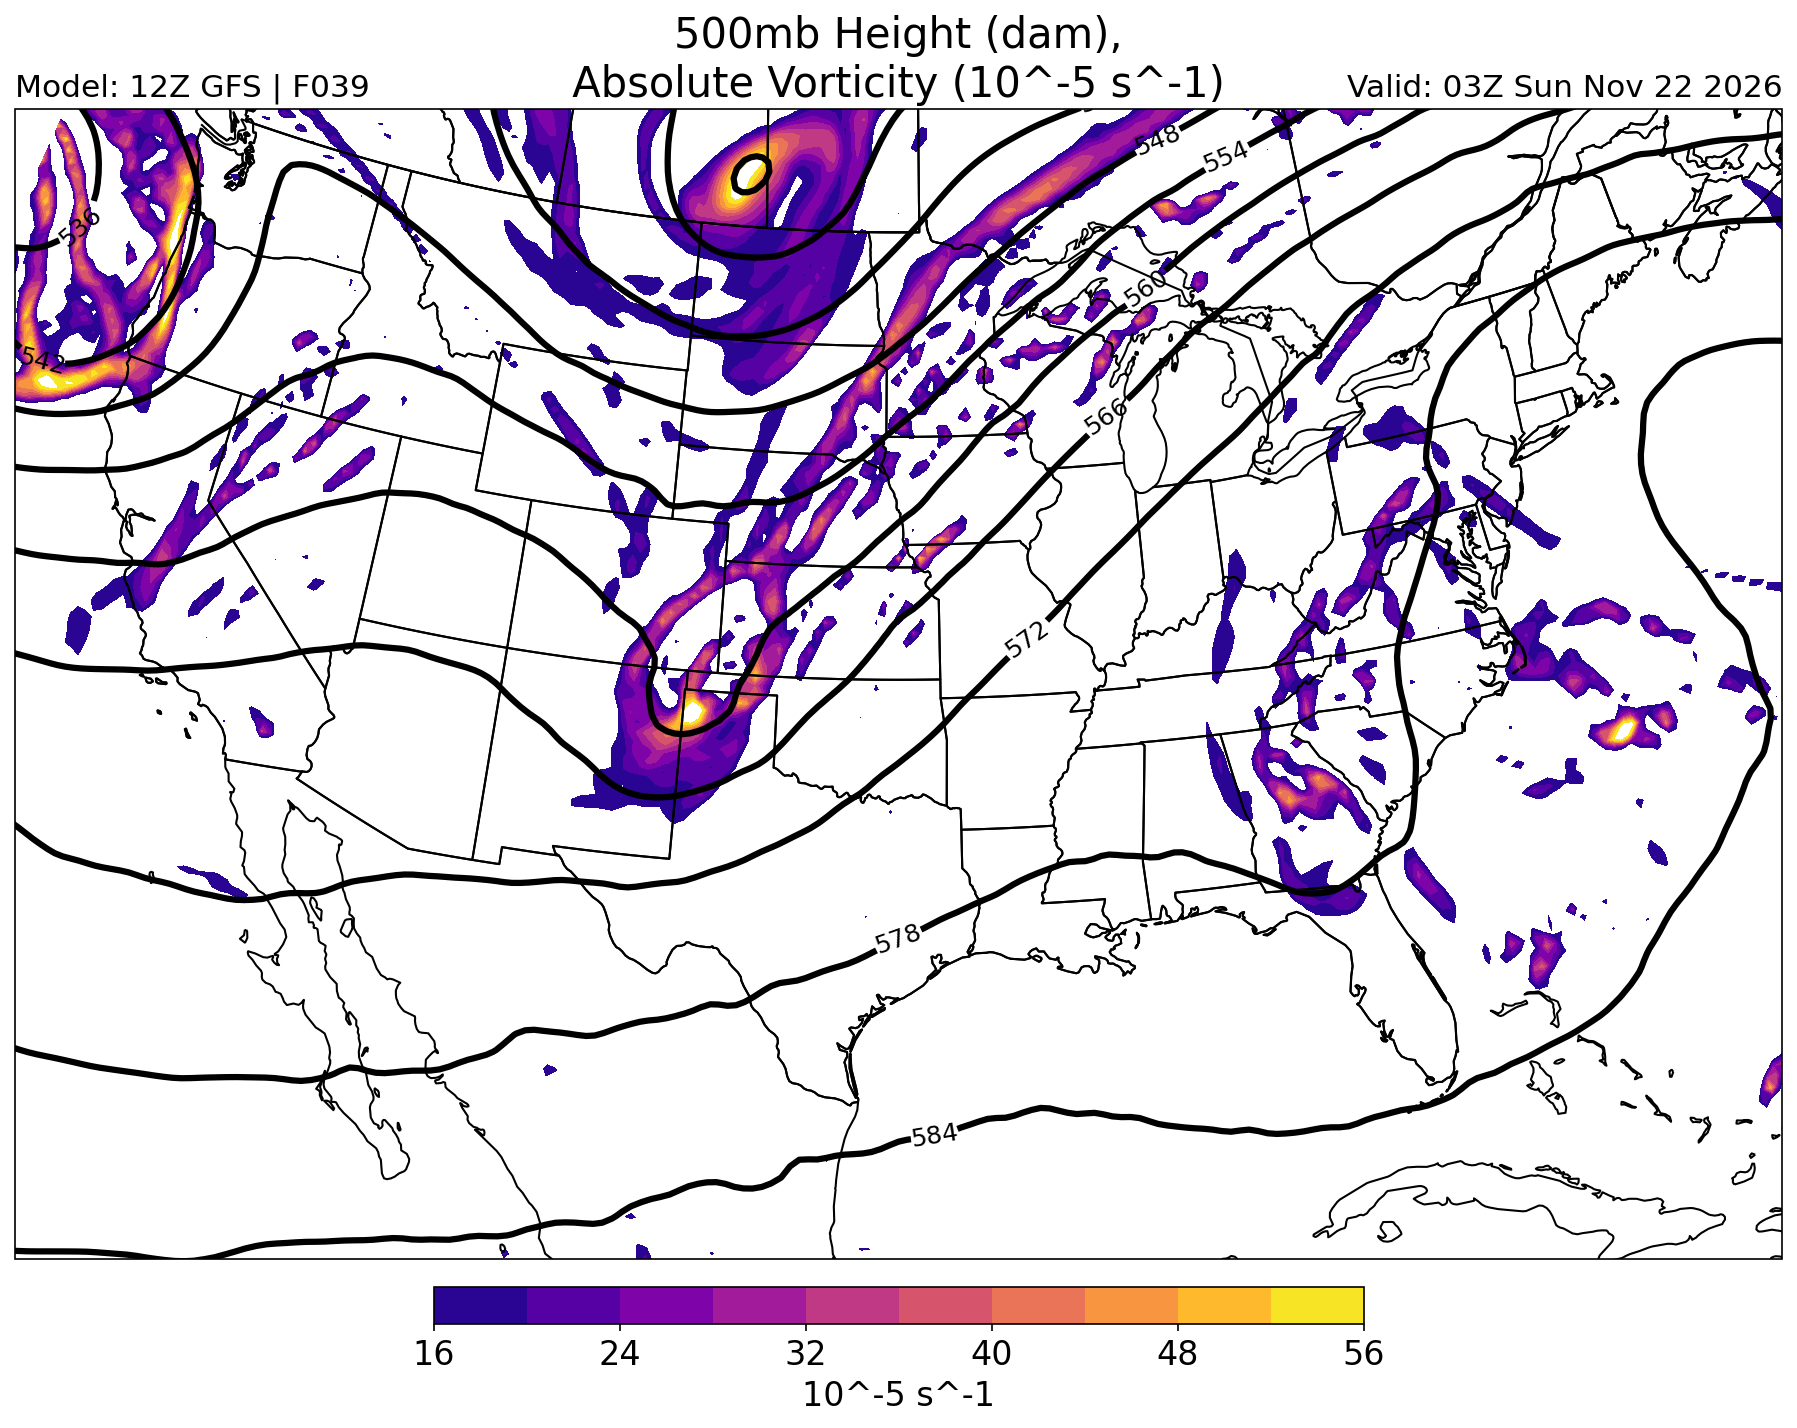 500mb Height (dam),
Model: 12Z GFS | F039
Absolute Vorticity (10^-5 s^-1)
Valid: 03Z Sun Nov 22 2026
548
554
536
560
542
566
572
578
584
16 24 32 40 48 56
10^-5 s^-1